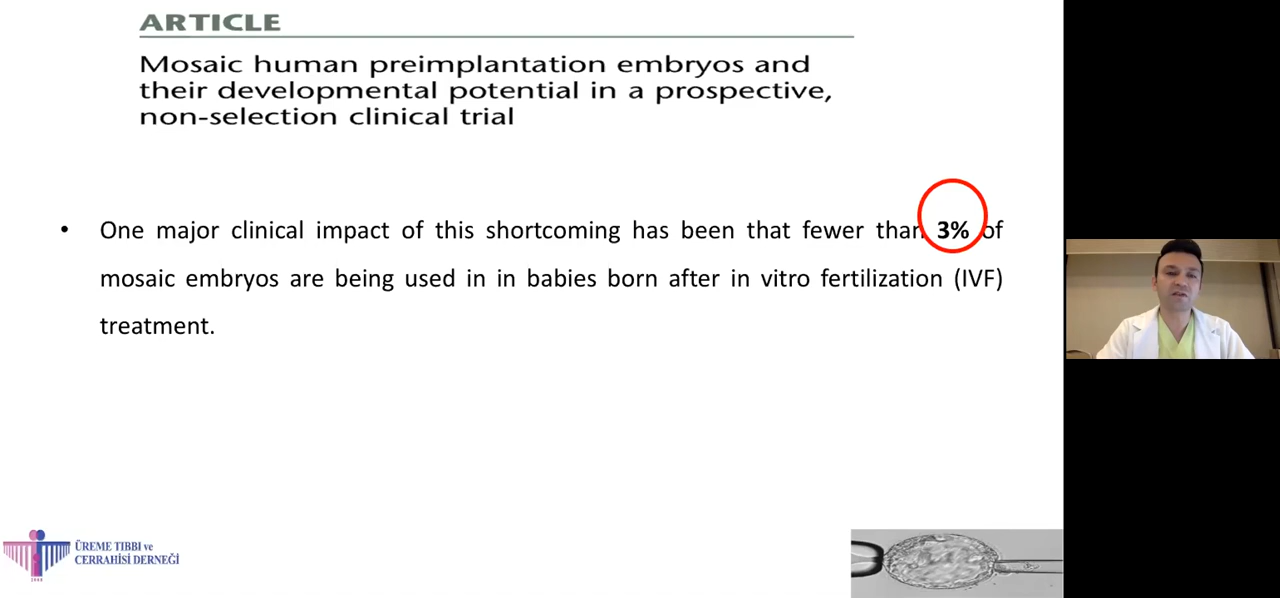 ARTICLE
Mosaic human preimplantation embryos and
their developmental potential in a prospective,
non-selection clinical trial
• One major clinical impact of this shortcoming has been that fewer than 3% of
mosaic embryos are being used in in babies born after in vitro fertilization (IVF)
treatment.
ÜREME TIBBI ve
CERRAHİSİ DERNEĞİ